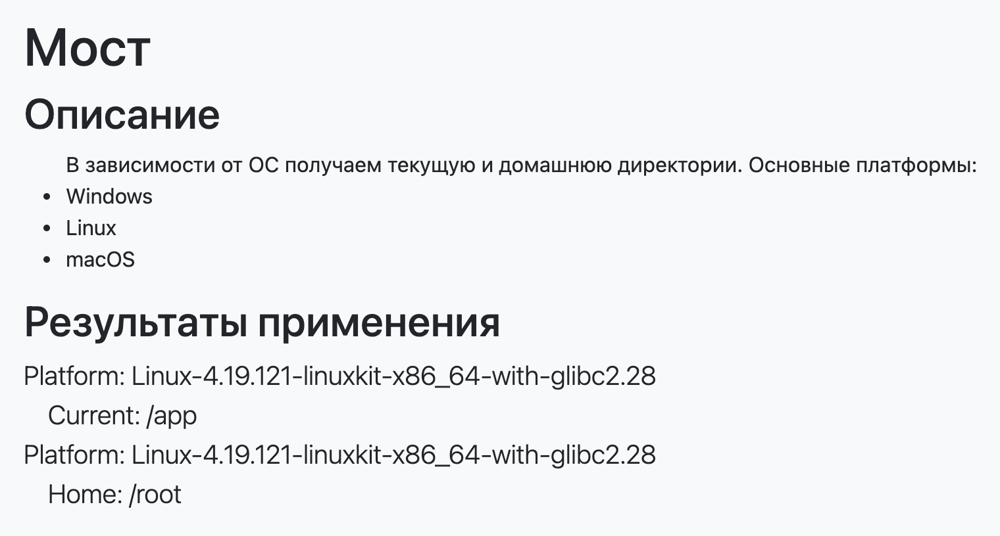 Мост
Описание
В зависимости от ОС получаем текущую и домашнюю директории. Основные платформы:
• Windows
• Linux
• macOS
Результаты применения
Platform: Linux-4.19.121-linuxkit-x86_64-with-glibc2.28
Current: /app
Platform: Linux-4.19.121-linuxkit-x86_64-with-glibc2.28
Home: /root